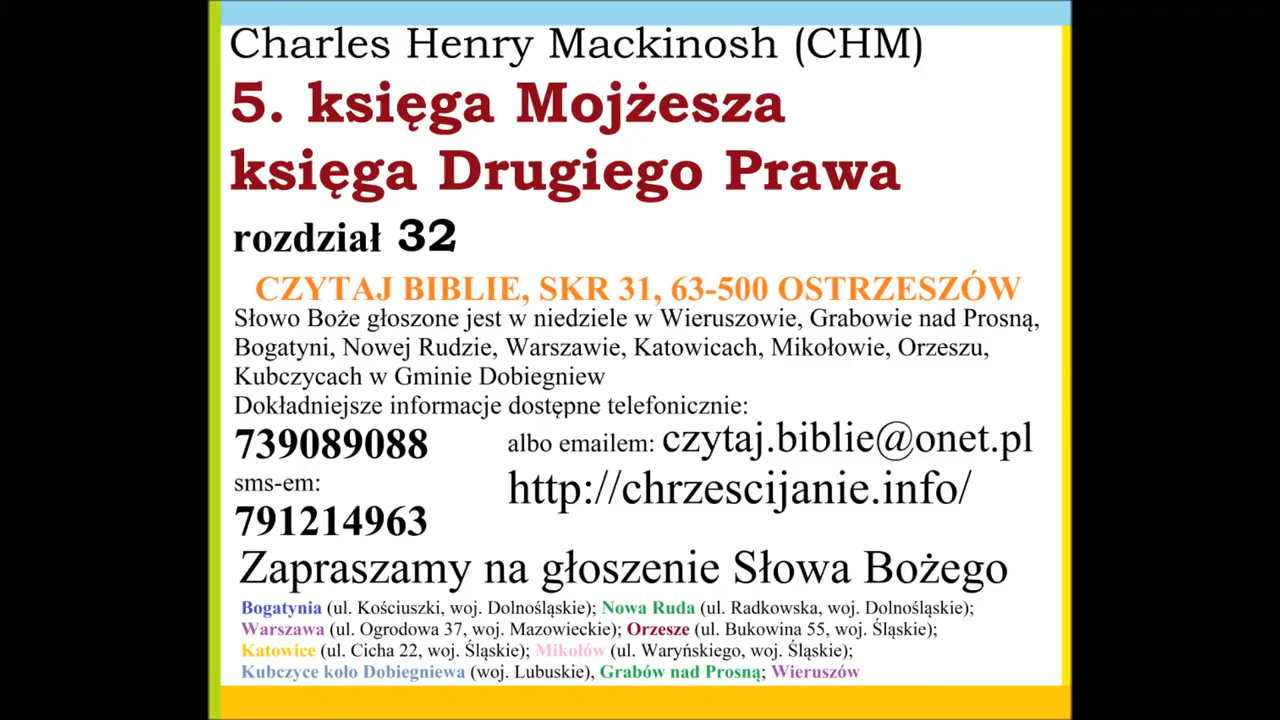 Charles Henry Mackinosh (CHM)
5. księga Mojżesza
księga Drugiego Prawa
rozdział 32
CZYTAJ BIBLIE, SKR 31, 63-500 OSTRZESZÓW
Słowo Boże głoszone jest w niedziele w Wieruszowie, Grabowie nad Prosną,
Bogatyni, Nowej Rudzie, Warszawie, Katowicach, Mikołowie, Orzeszu,
Kubczycach w Gminie Dobiegniew
Dokładniejsze informacje dostępne telefonicznie:
739089088 albo emailem: czytaj.biblie@onet.pl
sms-em: http://chrzescijanie.info/
791214963
Zapraszamy na głoszenie Słowa Bożego
Bogatynia (ul. Kościuszki, woj. Dolnośląskie); Nowa Ruda (ul. Radkowska, woj. Dolnośląskie);
Warszawa (ul. Ogrodowa 37, woj. Mazowieckie); Orzesze (ul. Bukowina 55, woj. Śląskie);
Katowice (ul. Cicha 22, woj. Śląskie); Mikołów (ul. Waryńskiego, woj. Śląskie);
Kubczyce koło Dobiegniewa (woj. Lubuskie), Grabów nad Prosną; Wieruszów